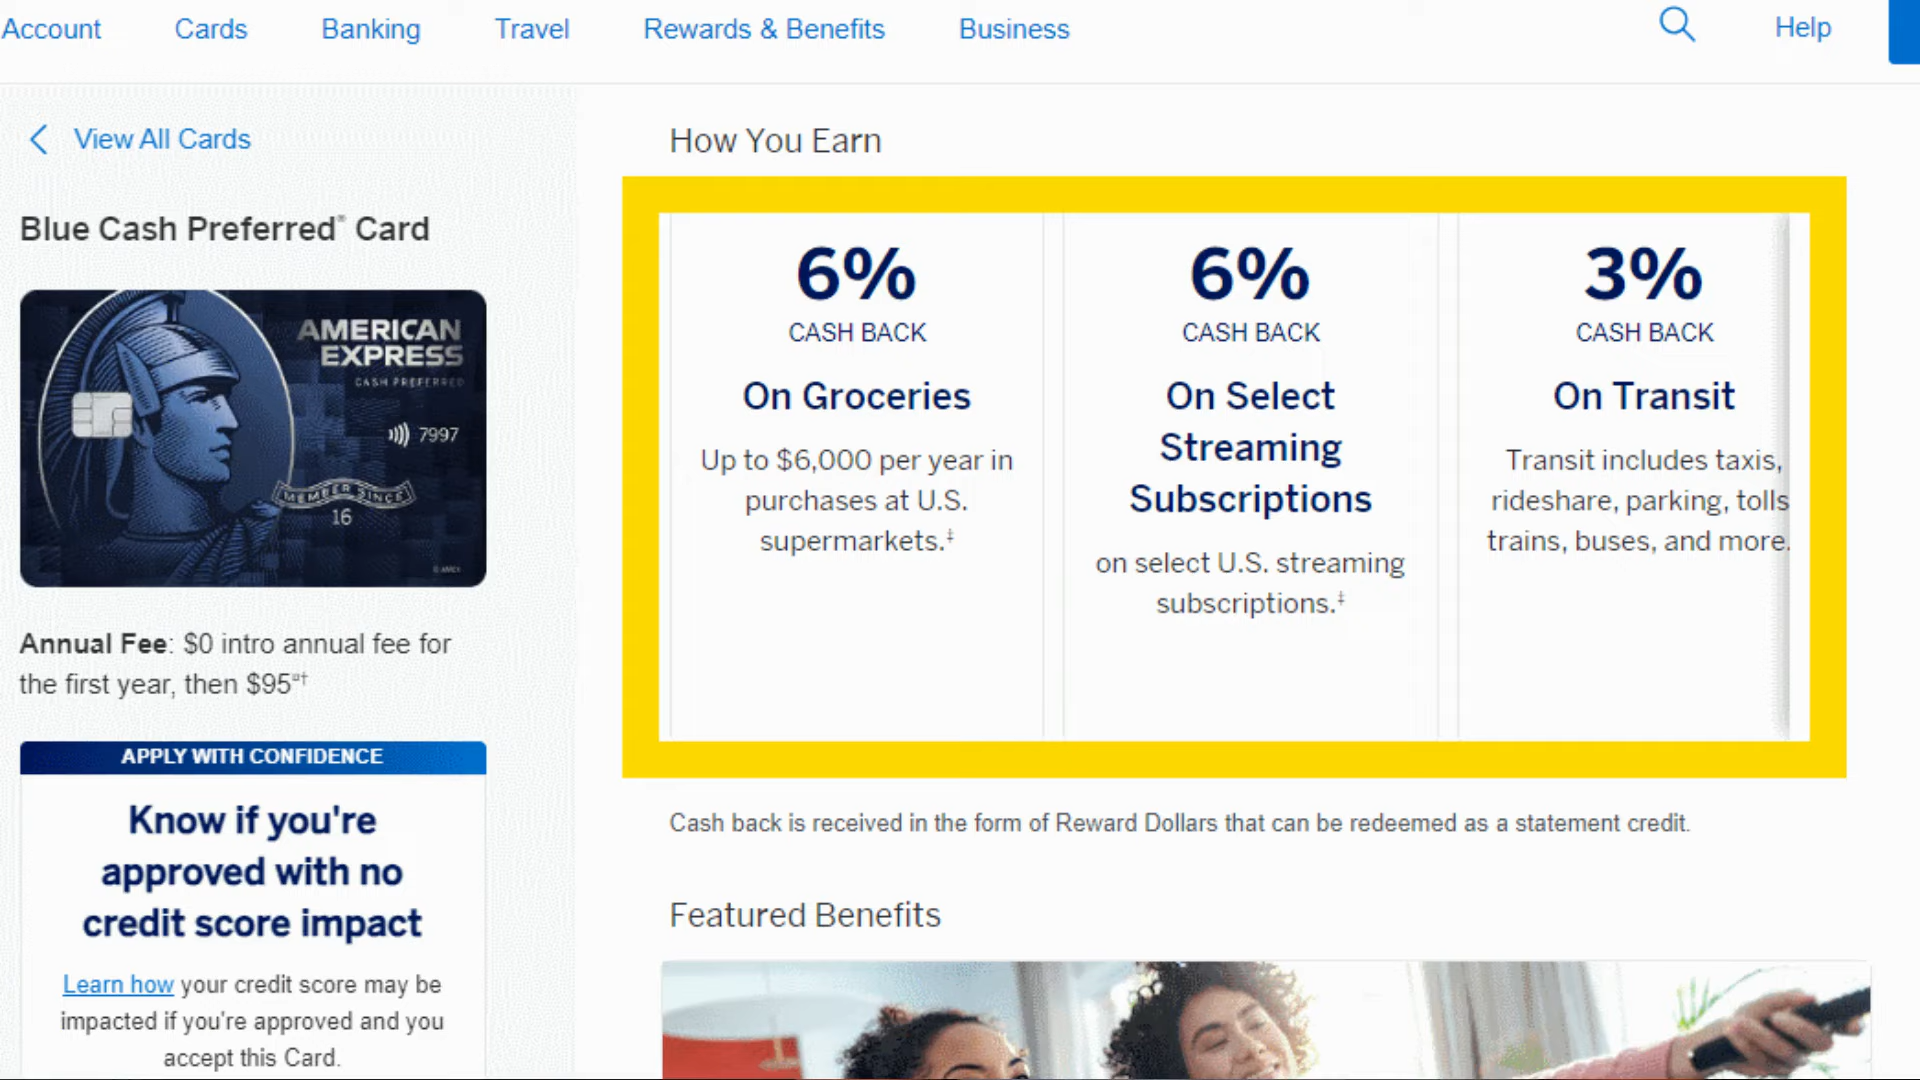 Account Cards Banking Travel Rewards & Benefits Business Help
View All Cards
Blue Cash Preferred® Card
AMERICAN
EXPRESS
CASH PREFERRED
7997
MEMBER SINCE
16
© AMEX
Annual Fee: $0 intro annual fee for
the first year, then $95¤†
APPLY WITH CONFIDENCE
Know if you're
approved with no
credit score impact
Learn how your credit score may be
impacted if you're approved and you
accept this Card.
How You Earn
6%
CASH BACK
On Groceries
Up to $6,000 per year in
purchases at U.S.
supermarkets.‡
6%
CASH BACK
On Select
Streaming
Subscriptions
on select U.S. streaming
subscriptions.‡
3%
CASH BACK
On Transit
Transit includes taxis,
rideshare, parking, tolls
trains, buses, and more.
Cash back is received in the form of Reward Dollars that can be redeemed as a statement credit.
Featured Benefits